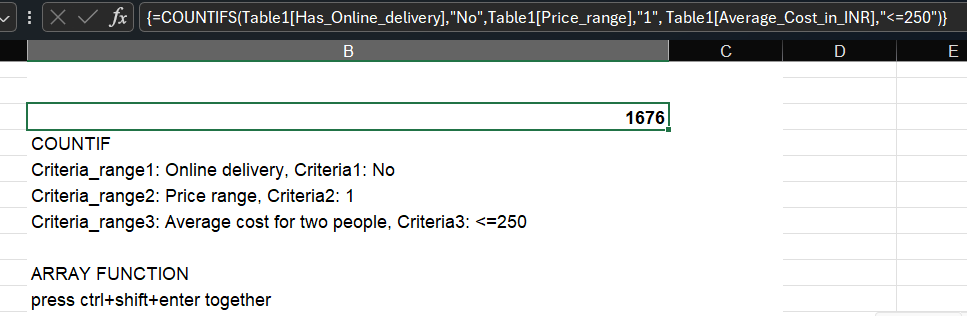 fx {=COUNTIFS(Table1[Has_Online_delivery],"No",Table1[Price_range],"1", Table1[Average_Cost_in_INR],"<=250")}
B C D E
1676
COUNTIF
Criteria_range1: Online delivery, Criteria1: No
Criteria_range2: Price range, Criteria2: 1
Criteria_range3: Average cost for two people, Criteria3: <=250
ARRAY FUNCTION
press ctrl+shift+enter together